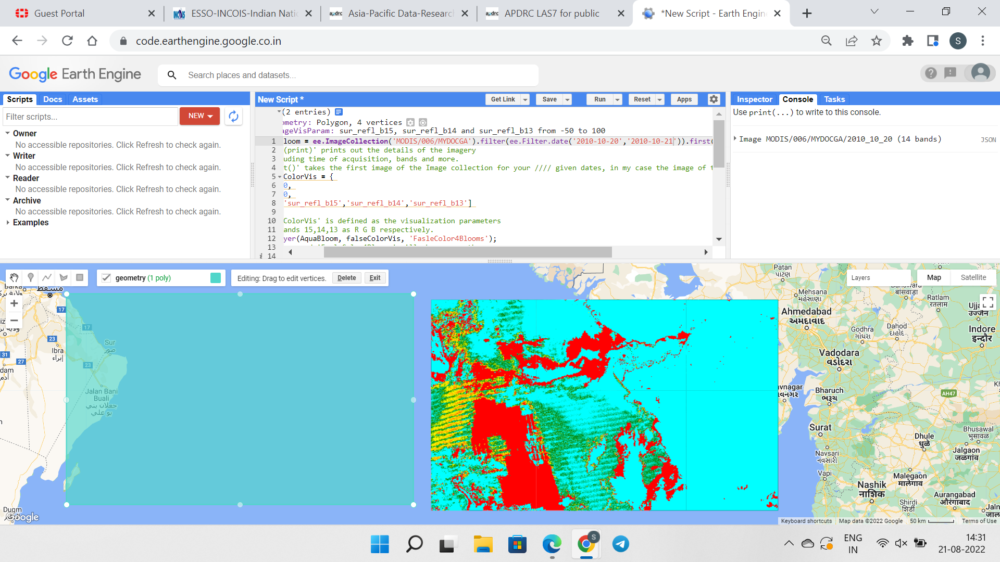 Guest Portal
ESSO-INCOIS-Indian Natio
Asia-Pacific Data-Research
APDRC LAS7 for public
*New Script - Earth Engin
code.earthengine.google.co.in
S
Google Earth Engine
Search places and datasets...
Scripts Docs Assets
Filter scripts...
NEW
Owner
No accessible repositories. Click Refresh to check again.
Writer
No accessible repositories. Click Refresh to check again.
Reader
No accessible repositories. Click Refresh to check again.
Archive
No accessible repositories. Click Refresh to check again.
Examples
New Script *
Get Link
Save
Run
Reset
Apps
(2 entries)
ometry: Polygon, 4 vertices
ageVisParam: sur_refl_b15, sur_refl_b14 and sur_refl_b13 from -50 to 100
1 loom = ee.ImageCollection('MODIS/006/MYDOCGA').filter(ee.Filter.date('2010-10-20','2010-10-21')).first(
2 (print)' prints out the details of the imagery
3 uding time of acquisition, bands and more.
4 t()' takes the first image of the Image collection for your //// given dates, in my case the image of t
5 ColorVis = {
6 0,
7 0,
8 'sur_refl_b15','sur_refl_b14','sur_refl_b13']
9
10 ColorVis' is defined as the visualization parameters
11 ands 15,14,13 as R G B respectively.
12 yer(AquaBloom, falseColorVis, 'FasleColor4Blooms');
13
14
Inspector Console Tasks
Use print(...) to write to this console.
Image MODIS/006/MYDOCGA/2010_10_20 (14 bands)
JSON
geometry (1 poly)
Editing: Drag to edit vertices.
Delete
Exit
Layers
Map
Satellite
مسقط
17
17
23
Sur
صور
Ibra
إبراء
31
27
23
dam
آدم
Jalan Bani
Buali
جعلان بني
بو علي
Duqm
Google
Patan
પાટણ
Mehsana
મહેસાણા
बांसवाड़ा
Ratlam
रतलाम
Ujja
उज्जैन
Ahmedabad
અમદાવાદ
Godhra
ગોધરા
Dahod
દાહોદ
Indore
इन्दौर
Vadodara
વડોદરા
avnagar
વનગર
Bharuch
ભરૂચ
AH47
Surat
Bhusawal
भुसावळ
Dhule
धुळे
Jalgaon
जळगांव
Navsari
નવસારી
Vapi
વાપી
Malegaon
मालेगाव
Nashik
नाशिक
Aurangabad
औरंगाबाद
Shirdi
शिर्डी
Jaln
जाल
Keyboard shortcuts
Map data ©2022 Google
50 km
Terms of Use
S
ENG
IN
14:31
21-08-2022